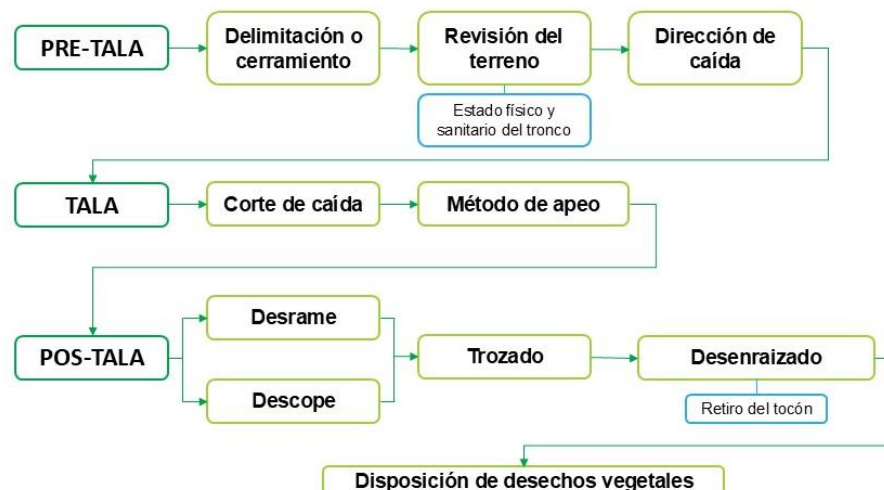 PRE-TALA
Delimitación o
cerramiento
Revisión del
terreno
Dirección de
caída
Estado físico y
sanitario del tronco
TALA
Corte de caída
Método de apeo
POS-TALA
Desrame
Descope
Trozado
Desenraizado
Retiro del tocón
Disposición de desechos vegetales